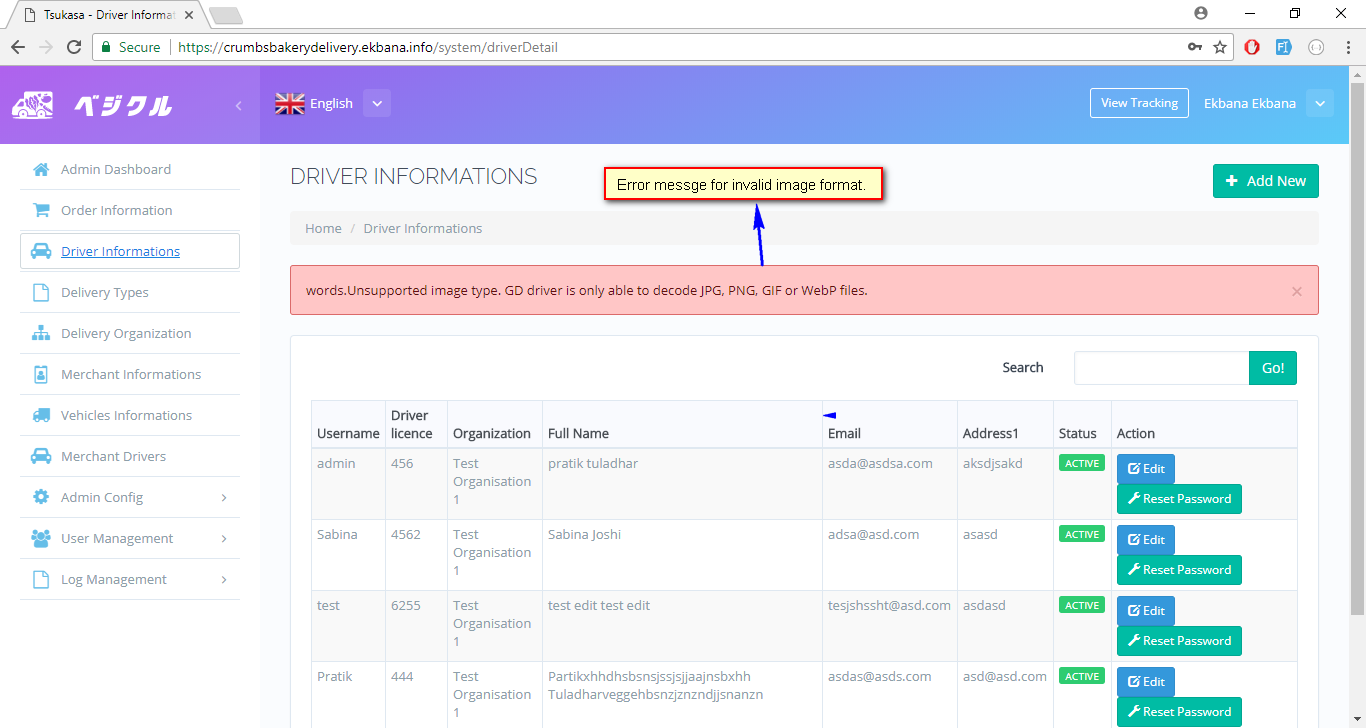 Tsukasa - Driver Informat
Secure
https://crumbsbakerydelivery.ekbana.info/system/driverDetail
ベジクル
English
View Tracking
Ekbana Ekbana
Admin Dashboard
Order Information
Driver Informations
Delivery Types
Delivery Organization
Merchant Informations
Vehicles Informations
Merchant Drivers
Admin Config
User Management
Log Management
DRIVER INFORMATIONS
Error messge for invalid image format.
Add New
Home / Driver Informations
words.Unsupported image type. GD driver is only able to decode JPG, PNG, GIF or WebP files.
×
Search
Go!
Username Driver licence Organization Full Name Email Address1 Status Action
admin 456 Test Organisation 1 pratik tuladhar asda@asdsa.com aksdjsakd ACTIVE Edit
Reset Password
Sabina 4562 Test Organisation 1 Sabina Joshi adsa@asd.com asasd ACTIVE Edit
Reset Password
test 6255 Test Organisation 1 test edit test edit tesjshssht@asd.com asdasd ACTIVE Edit
Reset Password
Pratik 444 Test Organisation 1 Partikxhhdhsbsnsjssjsjjaajnsbxhh Tuladharveggehbsnzjznzndjjsnanzn asdas@asds.com asd@asd.com ACTIVE Edit
Reset Password